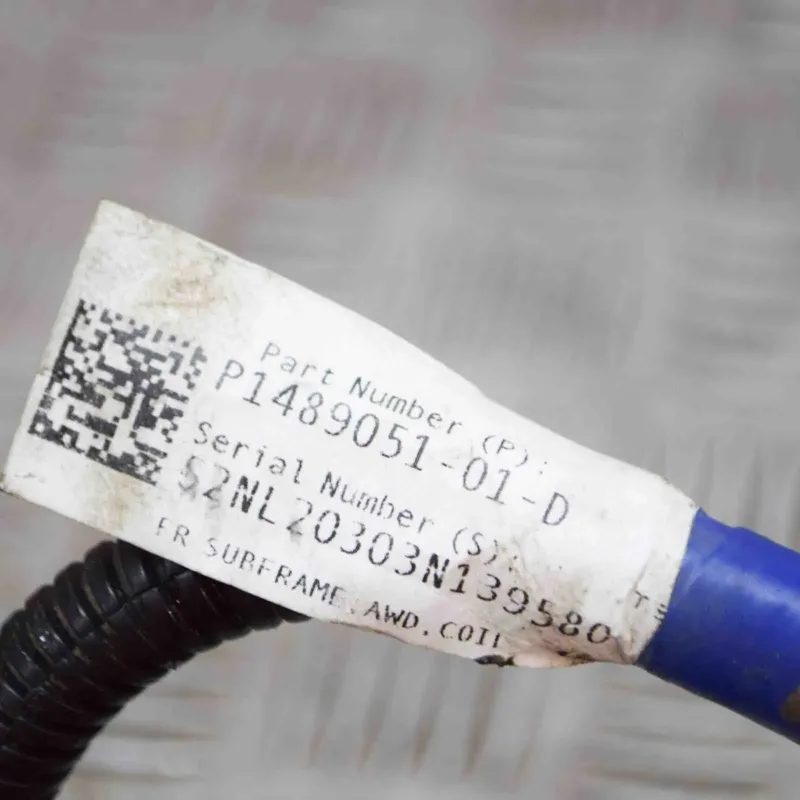 Part Number (P):
P1489051-01-D
Serial Number (S):
S2NL20303N139580
FR SUBFRAME,AWD,COIL